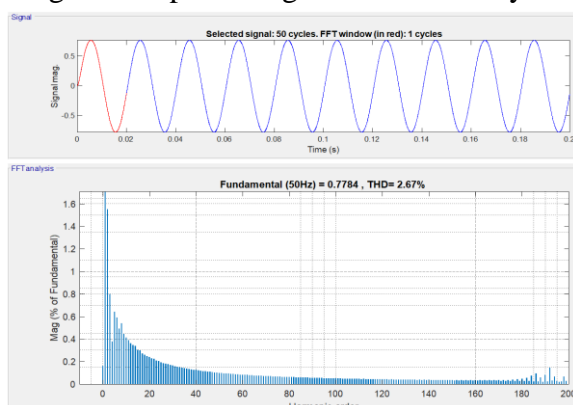 Signal
Selected signal: 50 cycles. FFT window (in red): 1 cycles
0.5
0
-0.5
Signal mag.
0 0.02 0.04 0.06 0.08 0.1 0.12 0.14 0.16 0.18 0.2
Time (s)
FFT analysis
Fundamental (50Hz) = 0.7784 , THD= 2.67%
1.6
1.4
1.2
1
0.8
0.6
0.4
0.2
0
Mag (% of Fundamental)
0 20 40 60 80 100 120 140 160 180 200